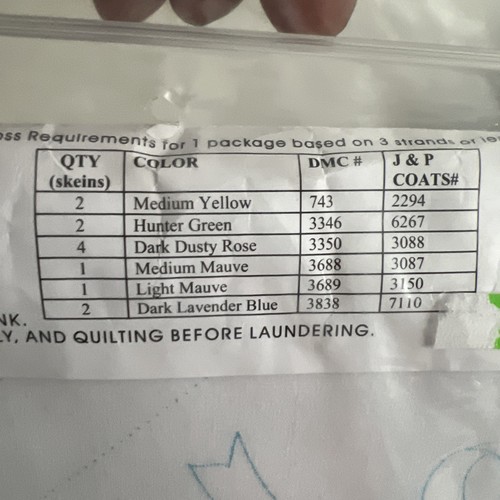 Requirements for 1 package based on 3 strands or
QTY (skeins) COLOR DMC # J & P COATS#
2 Medium Yellow 743 2294
2 Hunter Green 3346 6267
4 Dark Dusty Rose 3350 3088
1 Medium Mauve 3688 3087
1 Light Mauve 3689 3150
2 Dark Lavender Blue 3838 7110
NK.
LY, AND QUILTING BEFORE LAUNDERING.